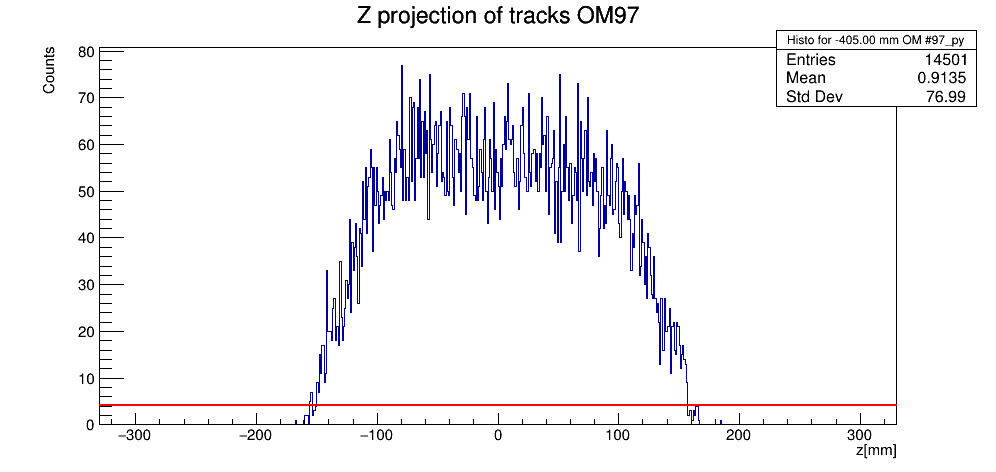 Z projection of tracks OM97
Histo for -405.00 mm OM #97_py
Entries 14501
Mean 0.9135
Std Dev 76.99
Counts
80
70
60
50
40
30
20
10
0
−300 −200 −100 0 100 200 300
z[mm]